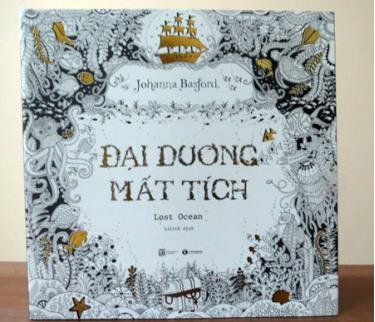 Johanna Basford
ĐẠI DƯƠNG
MẤT TÍCH
Lost Ocean